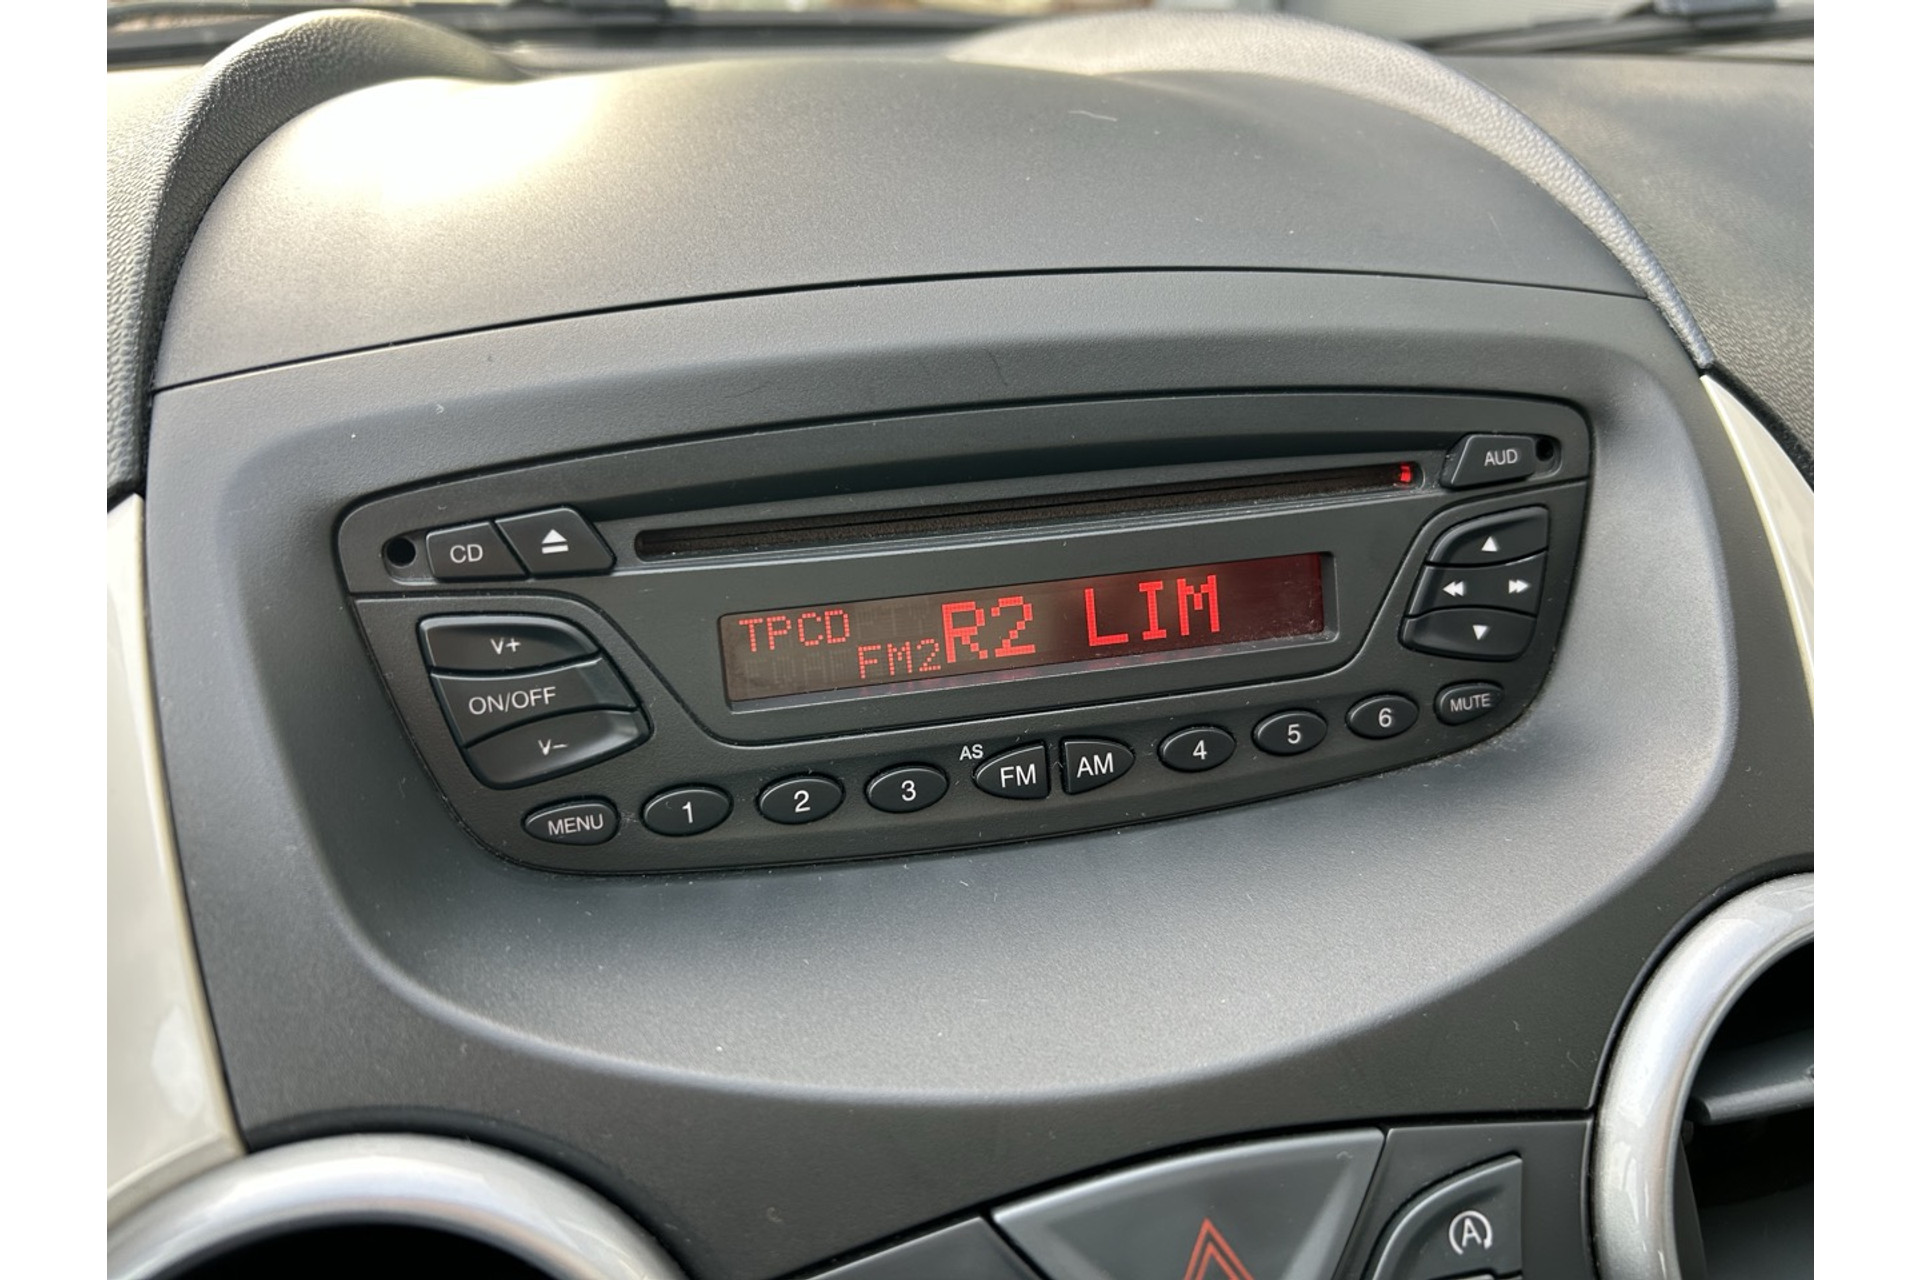 AUD
CD
TPCD
FM2 R2 LIM
V+
ON/OFF
V-
AS
MENU 1 2 3 FM AM 4 5 6 MUTE
A